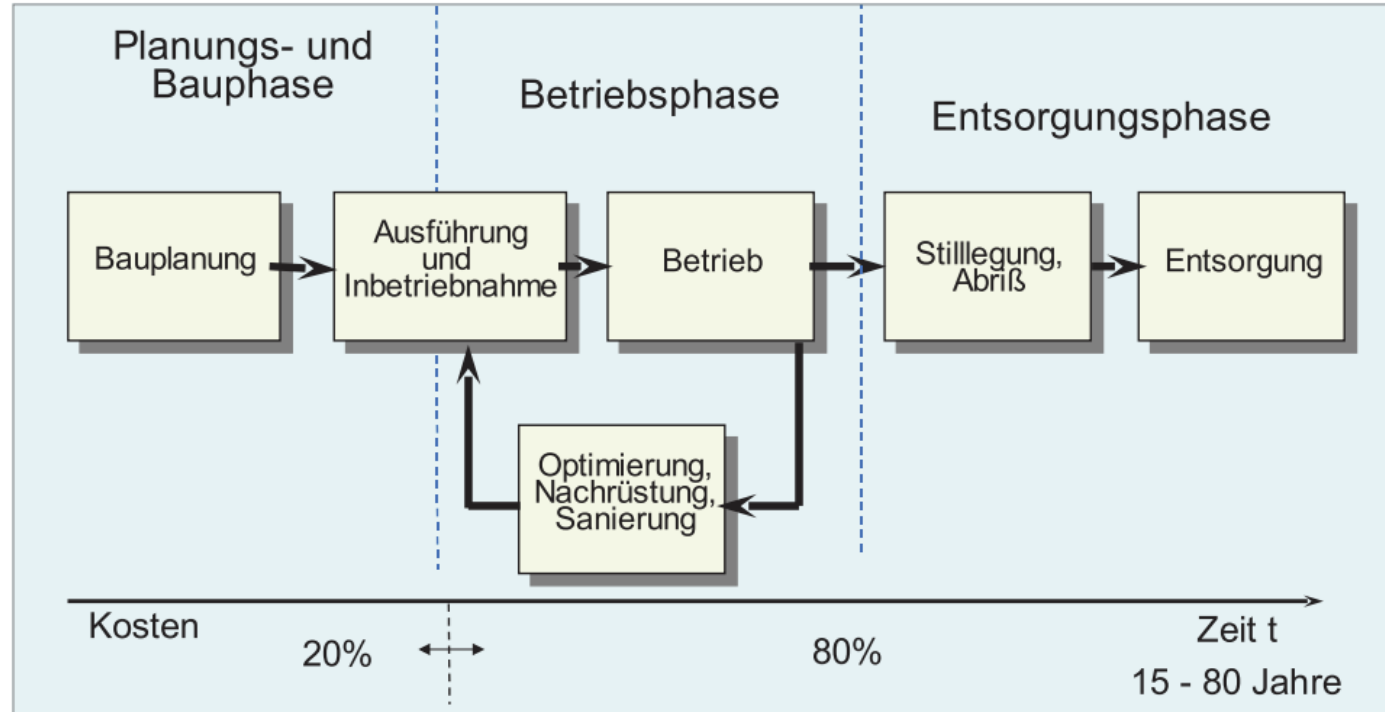 Planungs- und
Bauphase
Betriebsphase
Entsorgungsphase
Bauplanung
Ausführung
und
Inbetriebnahme
Betrieb
Stilllegung,
Abriß
Entsorgung
Optimierung,
Nachrüstung,
Sanierung
Kosten
Zeit t
20%
80%
15 - 80 Jahre